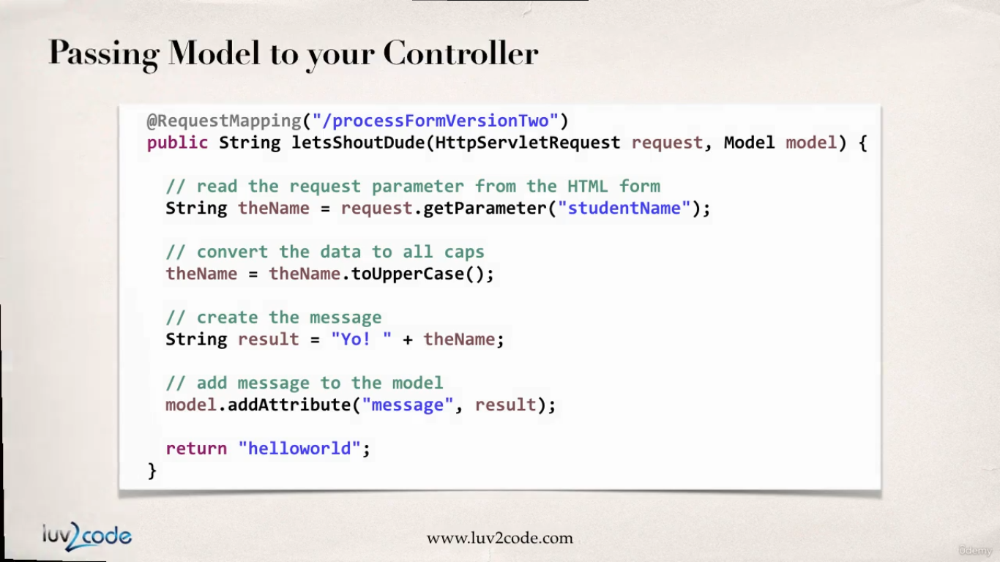 Passing Model to your Controller
@RequestMapping("/processFormVersionTwo")
public String letsShoutDude(HttpServletRequest request, Model model) {
// read the request parameter from the HTML form
String theName = request.getParameter("studentName");
// convert the data to all caps
theName = theName.toUpperCase();
// create the message
String result = "Yo! " + theName;
// add message to the model
model.addAttribute("message", result);
return "helloworld";
}
luv2code
www.luv2code.com
ûdemy